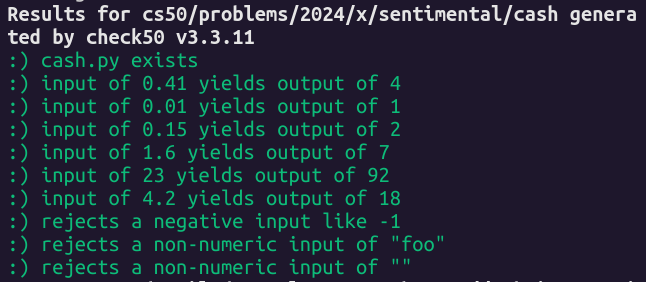 Results for cs50/problems/2024/x/sentimental/cash genera
ted by check50 v3.3.11
:) cash.py exists
:) input of 0.41 yields output of 4
:) input of 0.01 yields output of 1
:) input of 0.15 yields output of 2
:) input of 1.6 yields output of 7
:) input of 23 yields output of 92
:) input of 4.2 yields output of 18
:) rejects a negative input like -1
:) rejects a non-numeric input of "foo"
:) rejects a non-numeric input of ""